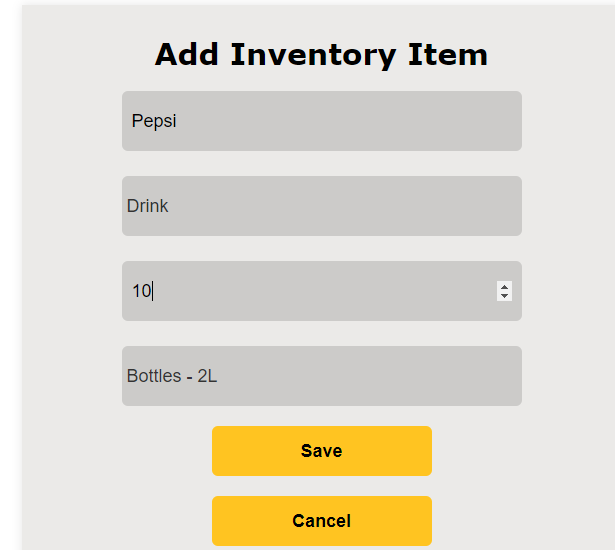 Add Inventory Item
Pepsi
Drink
10
Bottles - 2L
Save
Cancel